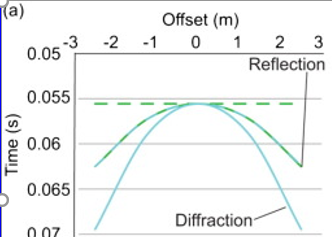 (a)
Offset (m)
-3 -2 -1 0 1 2 3
0.05
Reflection
0.055
0.06
Time (s)
0.065
Diffraction
0.07